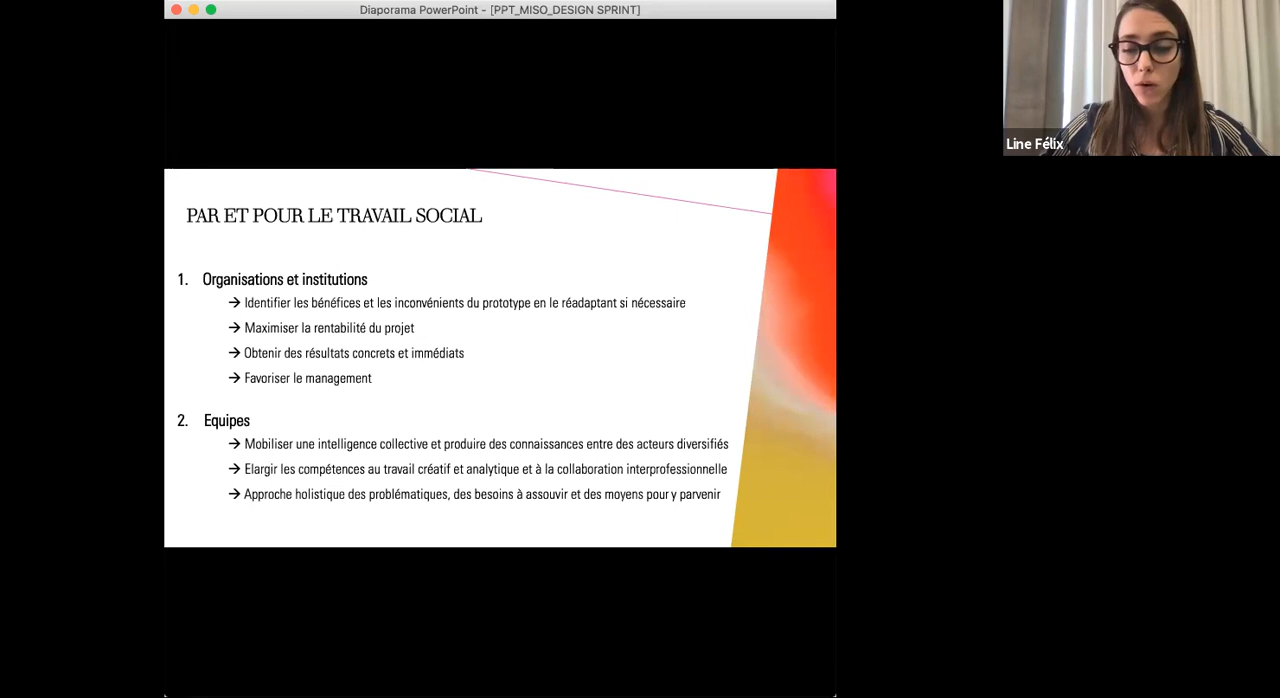 Diaporama PowerPoint - [PPT_MISO_DESIGN SPRINT]
Line Félix
PAR ET POUR LE TRAVAIL SOCIAL
1. Organisations et institutions
→ Identifier les bénéfices et les inconvénients du prototype en le réadaptant si nécessaire
→ Maximiser la rentabilité du projet
→ Obtenir des résultats concrets et immédiats
→ Favoriser le management
2. Equipes
→ Mobiliser une intelligence collective et produire des connaissances entre des acteurs diversifiés
→ Elargir les compétences au travail créatif et analytique et à la collaboration interprofessionnelle
→ Approche holistique des problématiques, des besoins à assouvir et des moyens pour y parvenir